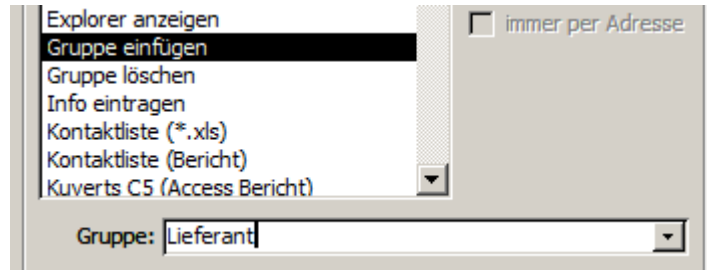 Explorer anzeigen
immer per Adresse
Gruppe einfügen
Gruppe löschen
Info eintragen
Kontaktliste (*.xls)
Kontaktliste (Bericht)
Kuverts C5 (Access Bericht)
Gruppe: Lieferant